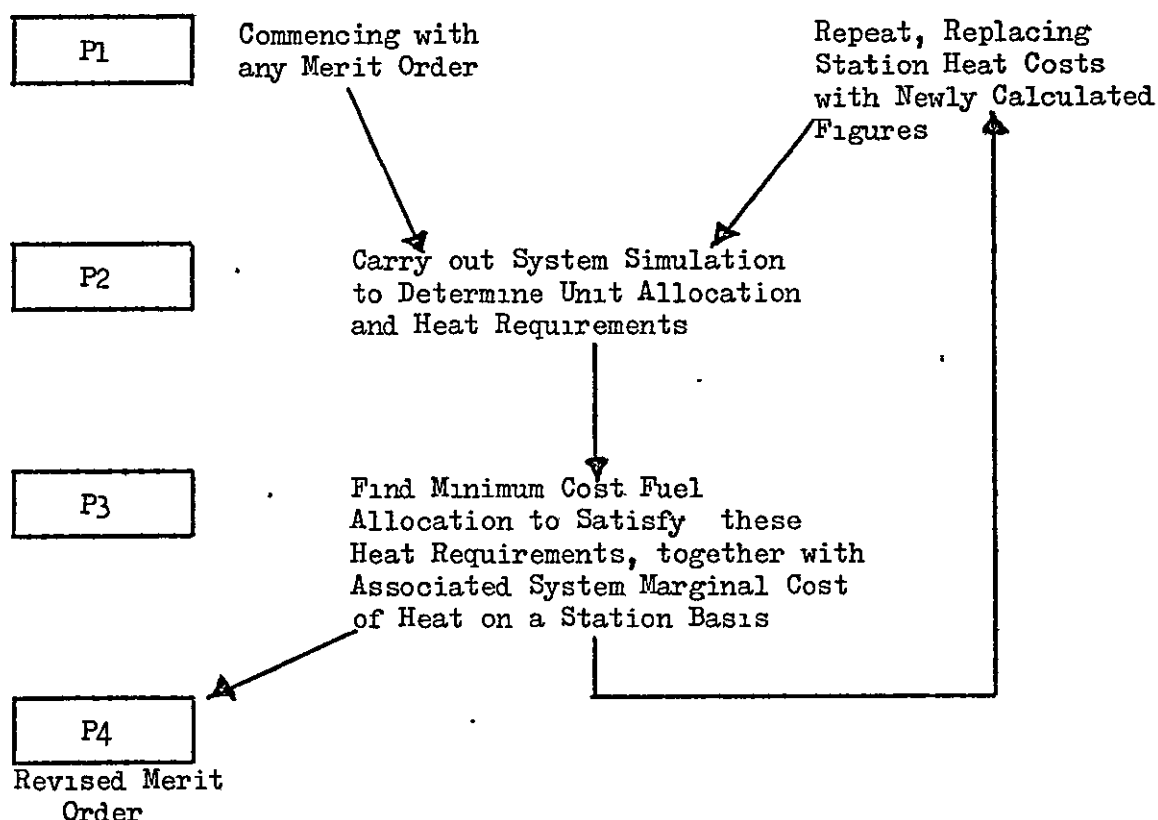 P1
Commencing with
any Merit Order
Repeat, Replacing
Station Heat Costs
with Newly Calculated
Figures
P2
Carry out System Simulation
to Determine Unit Allocation
and Heat Requirements
P3
Find Minimum Cost Fuel
Allocation to Satisfy these
Heat Requirements, together with
Associated System Marginal Cost
of Heat on a Station Basis
P4
Revised Merit
Order